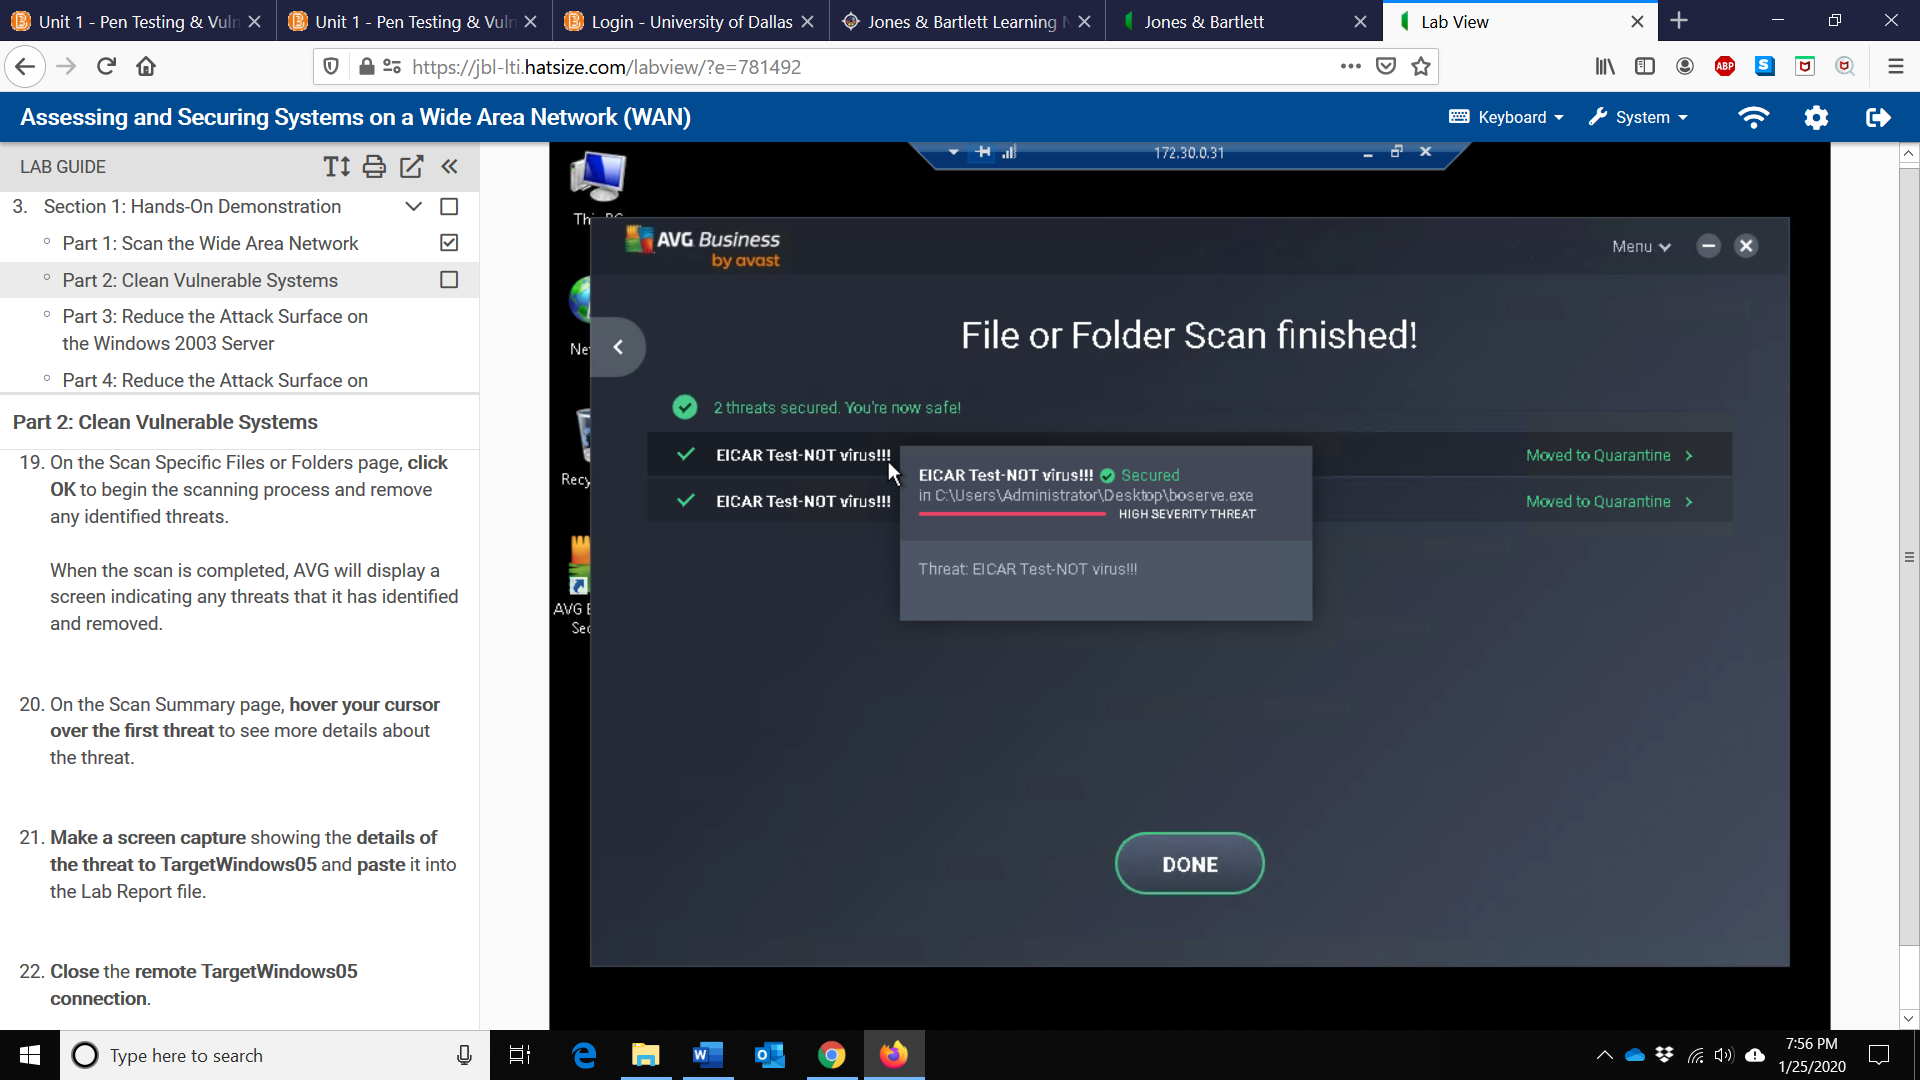 Unit 1 - Pen Testing & Vuln
Unit 1 - Pen Testing & Vuln
Login - University of Dallas
Jones & Bartlett Learning N
Jones & Bartlett
Lab View
https://jbl-lti.hatsize.com/labview/?e=781492
ABP
S
Assessing and Securing Systems on a Wide Area Network (WAN)
Keyboard
System
LAB GUIDE
3. Section 1: Hands-On Demonstration
Part 1: Scan the Wide Area Network
Part 2: Clean Vulnerable Systems
Part 3: Reduce the Attack Surface on
the Windows 2003 Server
Part 4: Reduce the Attack Surface on
Part 2: Clean Vulnerable Systems
19. On the Scan Specific Files or Folders page, click
OK to begin the scanning process and remove
any identified threats.
When the scan is completed, AVG will display a
screen indicating any threats that it has identified
and removed.
20. On the Scan Summary page, hover your cursor
over the first threat to see more details about
the threat.
21. Make a screen capture showing the details of
the threat to TargetWindows05 and paste it into
the Lab Report file.
22. Close the remote TargetWindows05
connection.
172.30.0.31
Ne
Recy
AVG
Sec
AVG Business
by avast
Menu
File or Folder Scan finished!
2 threats secured. You're now safe!
EICAR Test-NOT virus!!!
Moved to Quarantine
EICAR Test-NOT virus!!!
Moved to Quarantine
EICAR Test-NOT virus!!! Secured
in C:\Users\Administrator\Desktop\boserve.exe
HIGH SEVERITY THREAT
Threat: EICAR Test-NOT virus!!!
DONE
Type here to search
7:56 PM
1/25/2020